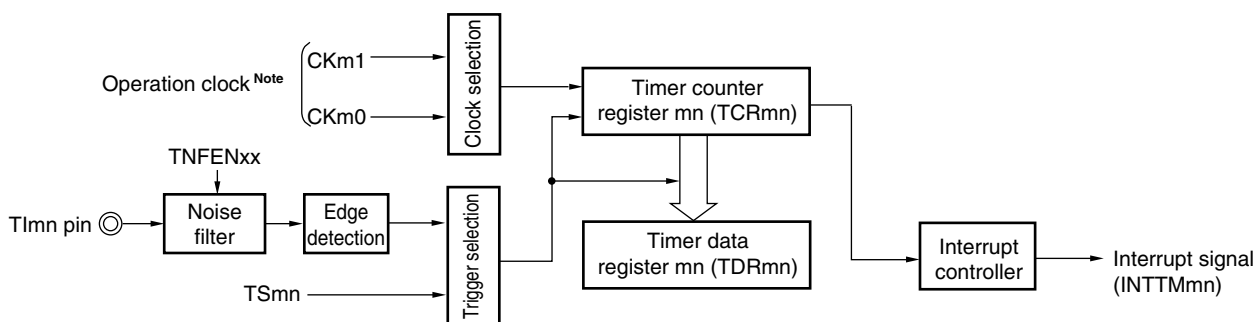 Operation clock Note
CKm1
CKm0
Clock selection
Timer counter
register mn (TCRmn)
TNFENxx
TImn pin
Noise
filter
Edge
detection
TSmn
Trigger selection
Timer data
register mn (TDRmn)
Interrupt
controller
Interrupt signal
(INTTMmn)